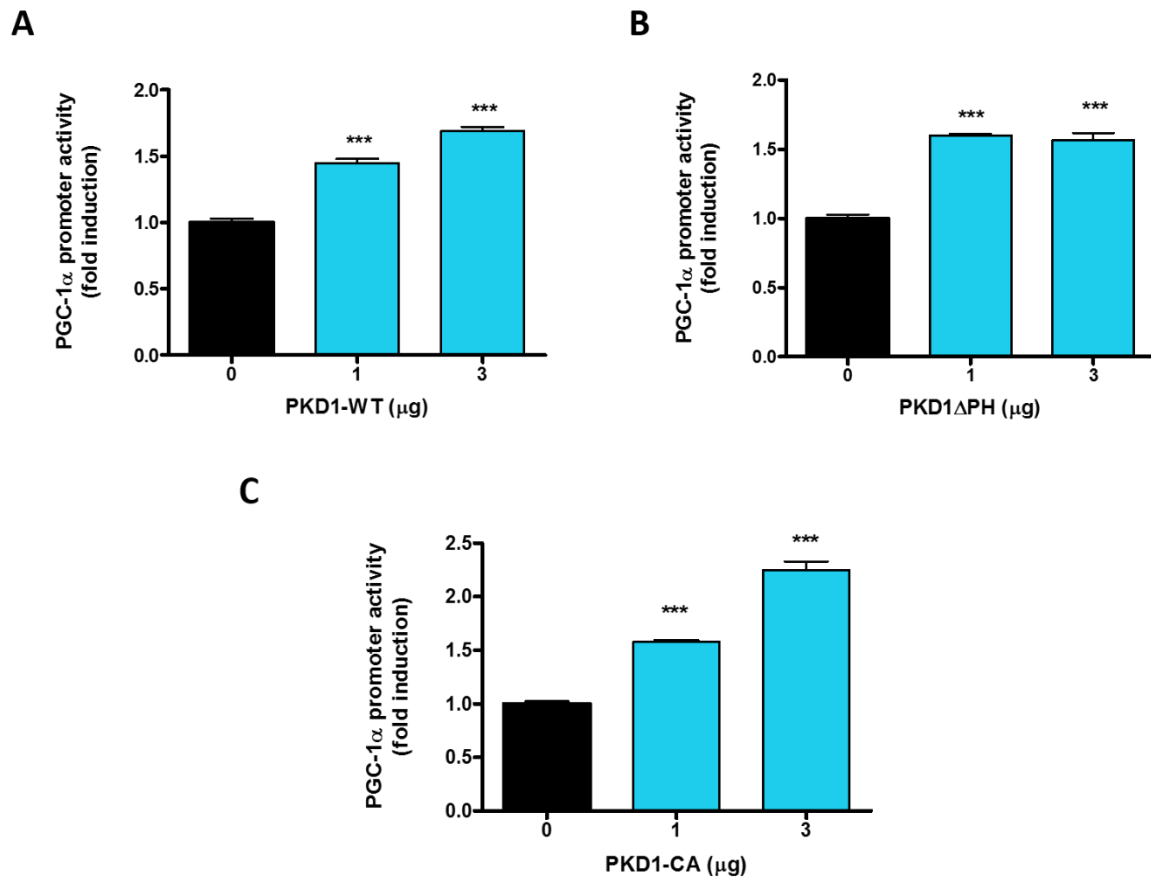 A
PGC-1α promoter activity
(fold induction)
2.0
1.5
1.0
0.5
0.0
***
***
0
1
3
PKD1-WT (μg)
B
PGC-1α promoter activity
(fold induction)
2.0
1.5
1.0
0.5
0.0
***
***
0
1
3
PKD1ΔPH (μg)
C
PGC-1α promoter activity
(fold induction)
2.5
2.0
1.5
1.0
0.5
0.0
***
***
0
1
3
PKD1-CA (μg)